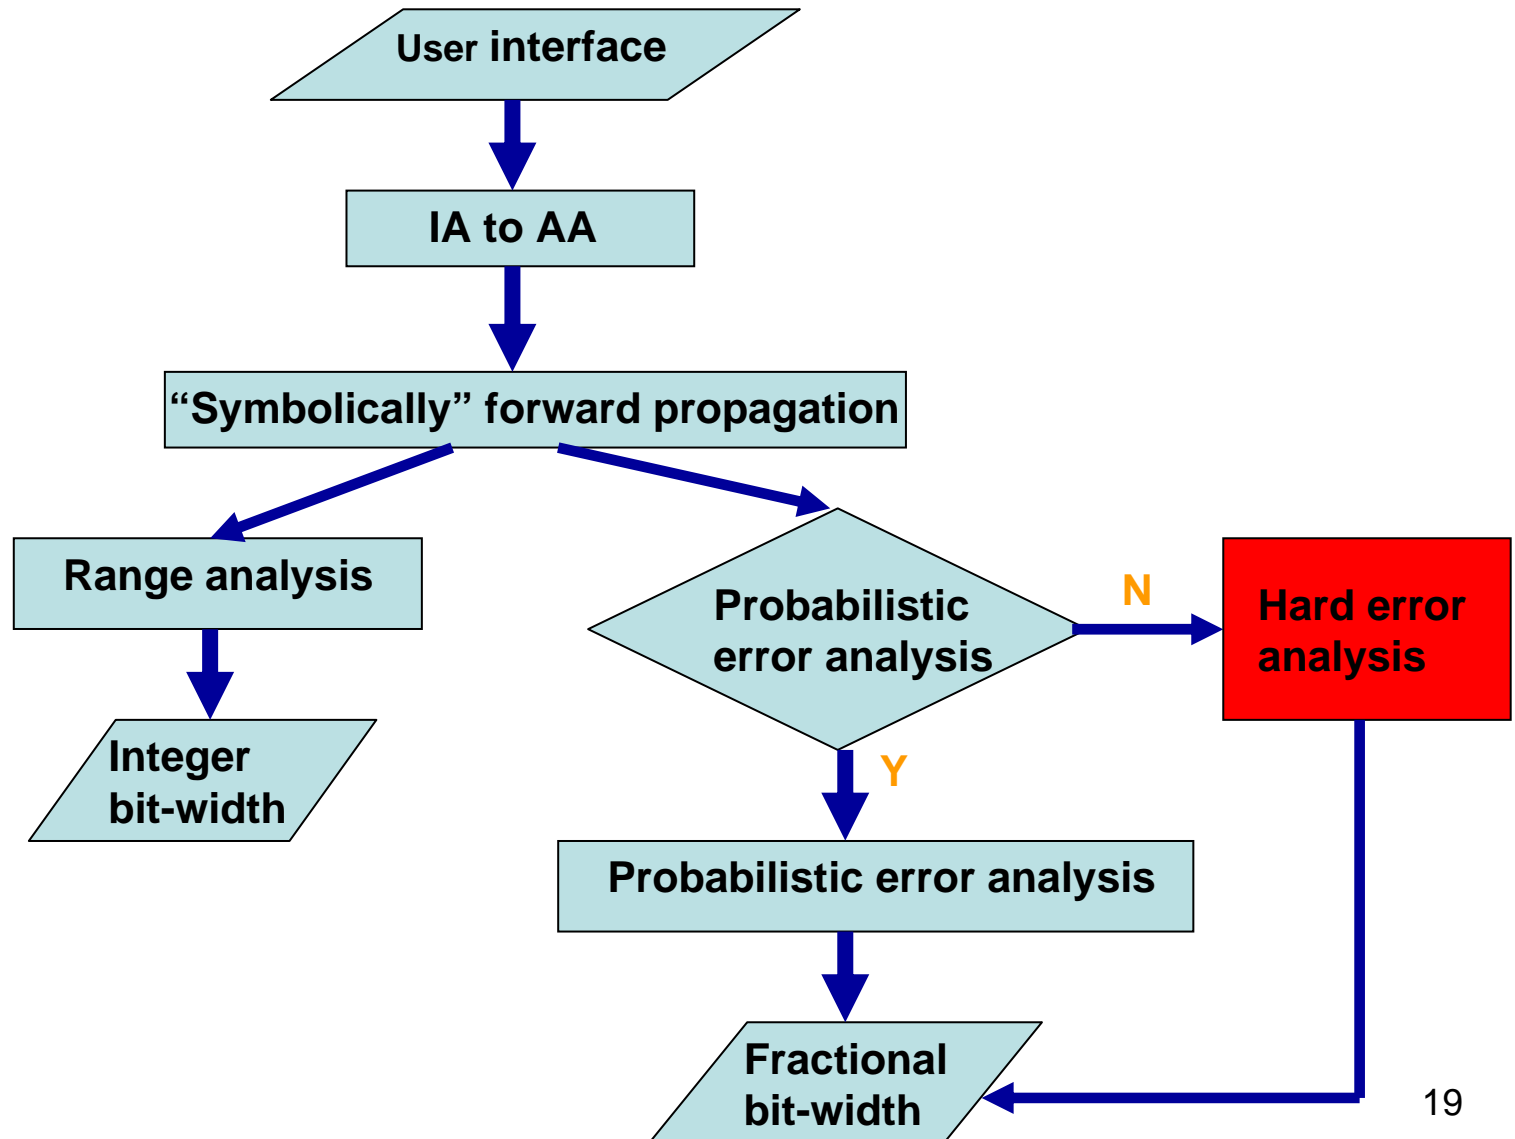 User interface
IA to AA
“Symbolically” forward propagation
Range analysis
Integer
bit-width
Probabilistic
error analysis
N
Hard error
analysis
Y
Probabilistic error analysis
Fractional
bit-width
19